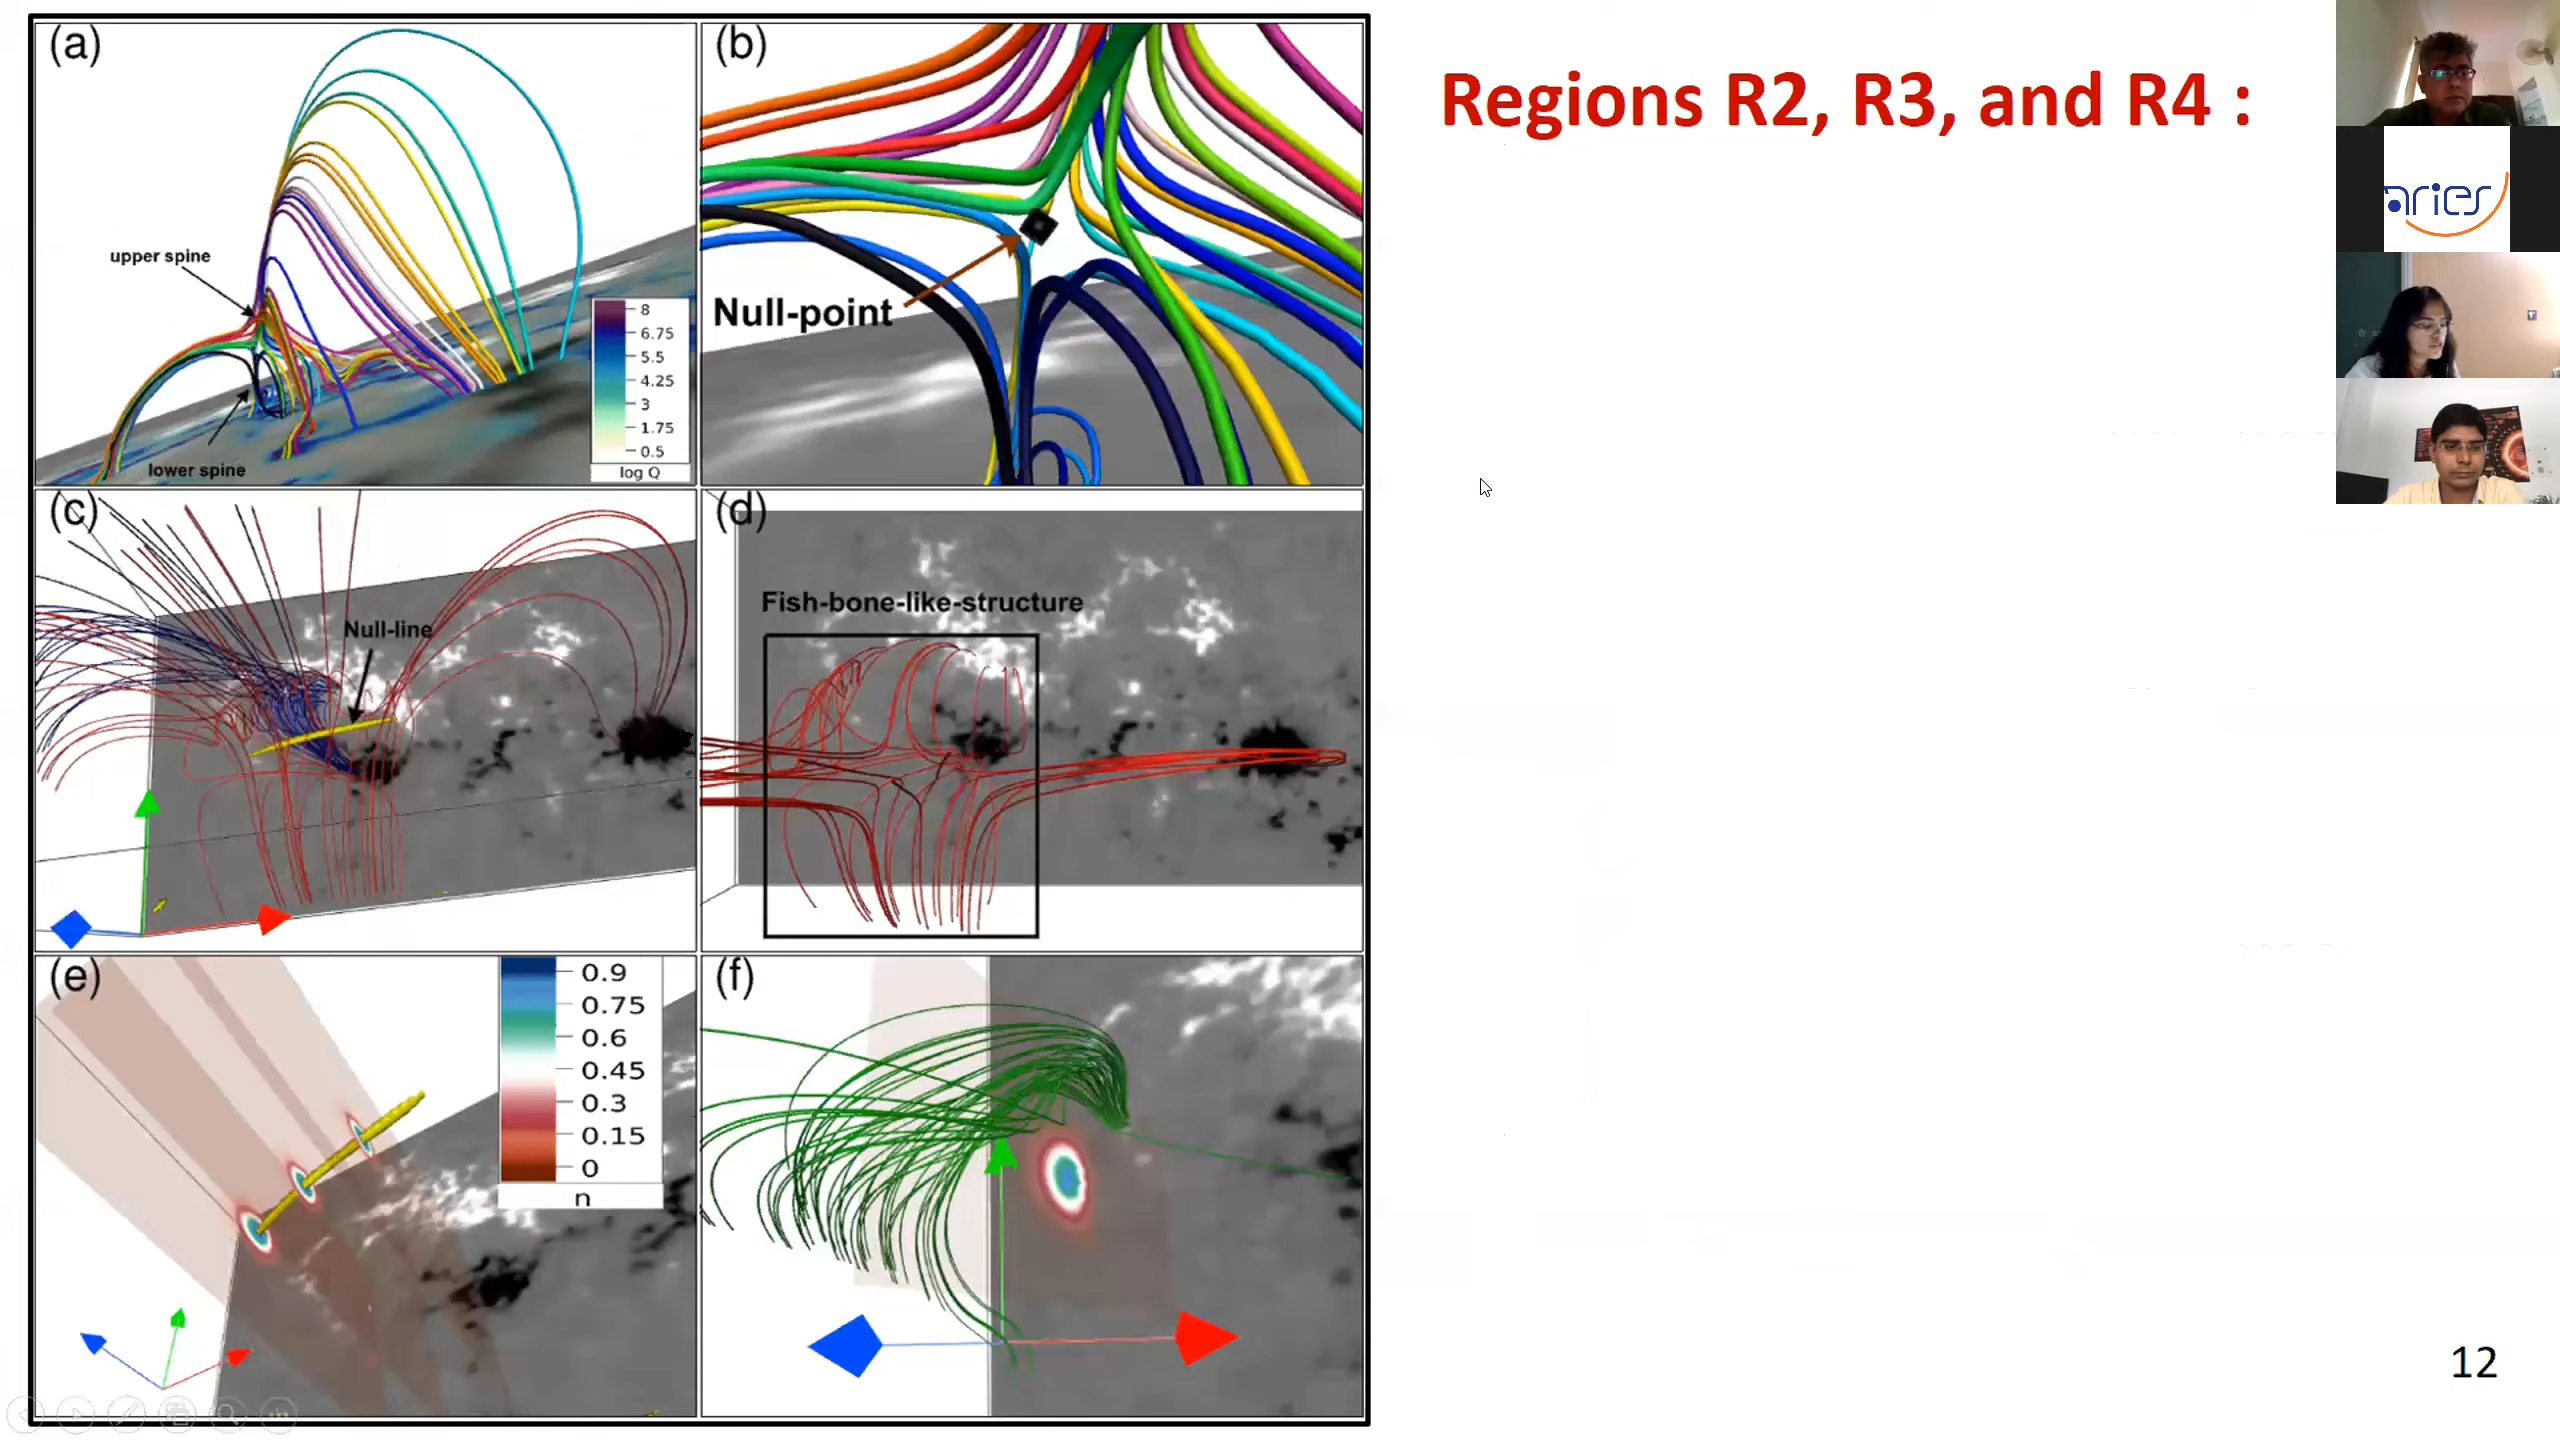 (a)
upper spine
lower spine
8
6.75
5.5
4.25
3
1.75
0.5
log Q
(b)
Null-point
(c)
Null-line
(d)
Fish-bone-like-structure
(e)
0.9
0.75
0.6
0.45
0.3
0.15
0
n
(f)
Regions R2, R3, and R4 :
aries
12